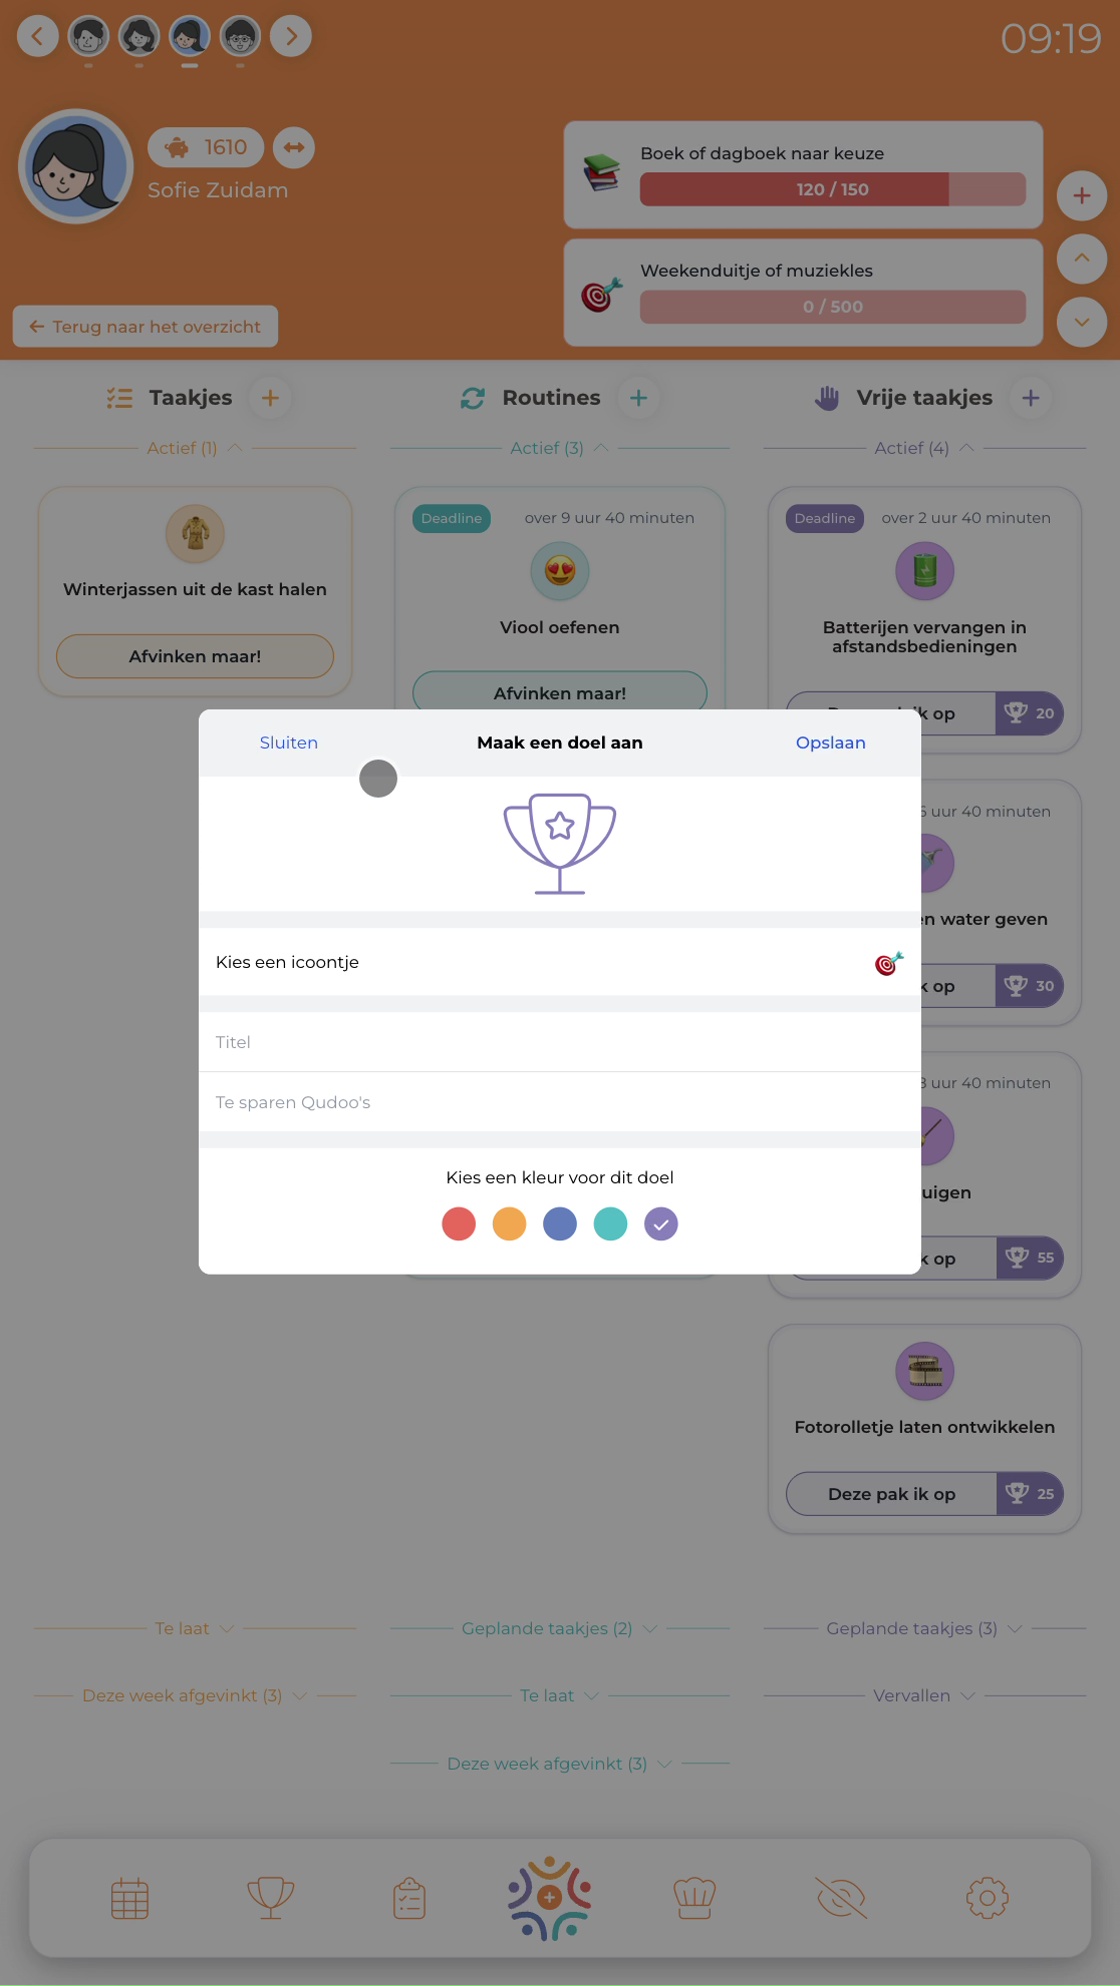 09:19
1610
Sofie Zuidam
Boek of dagboek naar keuze
120 / 150
Weekenduitje of muziekles
0 / 500
Terug naar het overzicht
Taakjes
Routines
Vrije taakjes
Actief (1)
Actief (3)
Actief (4)
Winterjassen uit de kast halen
Afvinken maar!
Deadline
over 9 uur 40 minuten
Viool oefenen
Afvinken maar!
Deadline
over 2 uur 40 minuten
Batterijen vervangen in
afstandsbedieningen
ik op
20
Sluiten
Maak een doel aan
Opslaan
Kies een icoontje
Titel
Te sparen Qudoo's
Kies een kleur voor dit doel
uur 40 minuten
water geven
op
30
uur 40 minuten
uigen
op
55
Fotorolletje laten ontwikkelen
Deze pak ik op
25
Te laat
Geplande taakjes (2)
Geplande taakjes (3)
Deze week afgevinkt (3)
Te laat
Vervallen
Deze week afgevinkt (3)